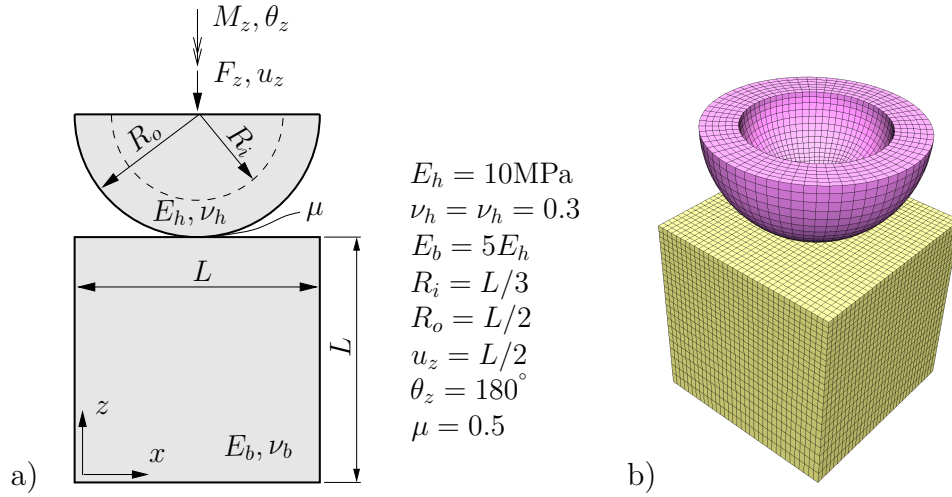 M_z, θ_z
F_z, u_z
R_o
R_i
E_h, ν_h
μ
L
L
z
x
E_b, ν_b
a)
E_h = 10MPa
ν_h = ν_h = 0.3
E_b = 5E_h
R_i = L/3
R_o = L/2
u_z = L/2
θ_z = 180°
μ = 0.5
b)